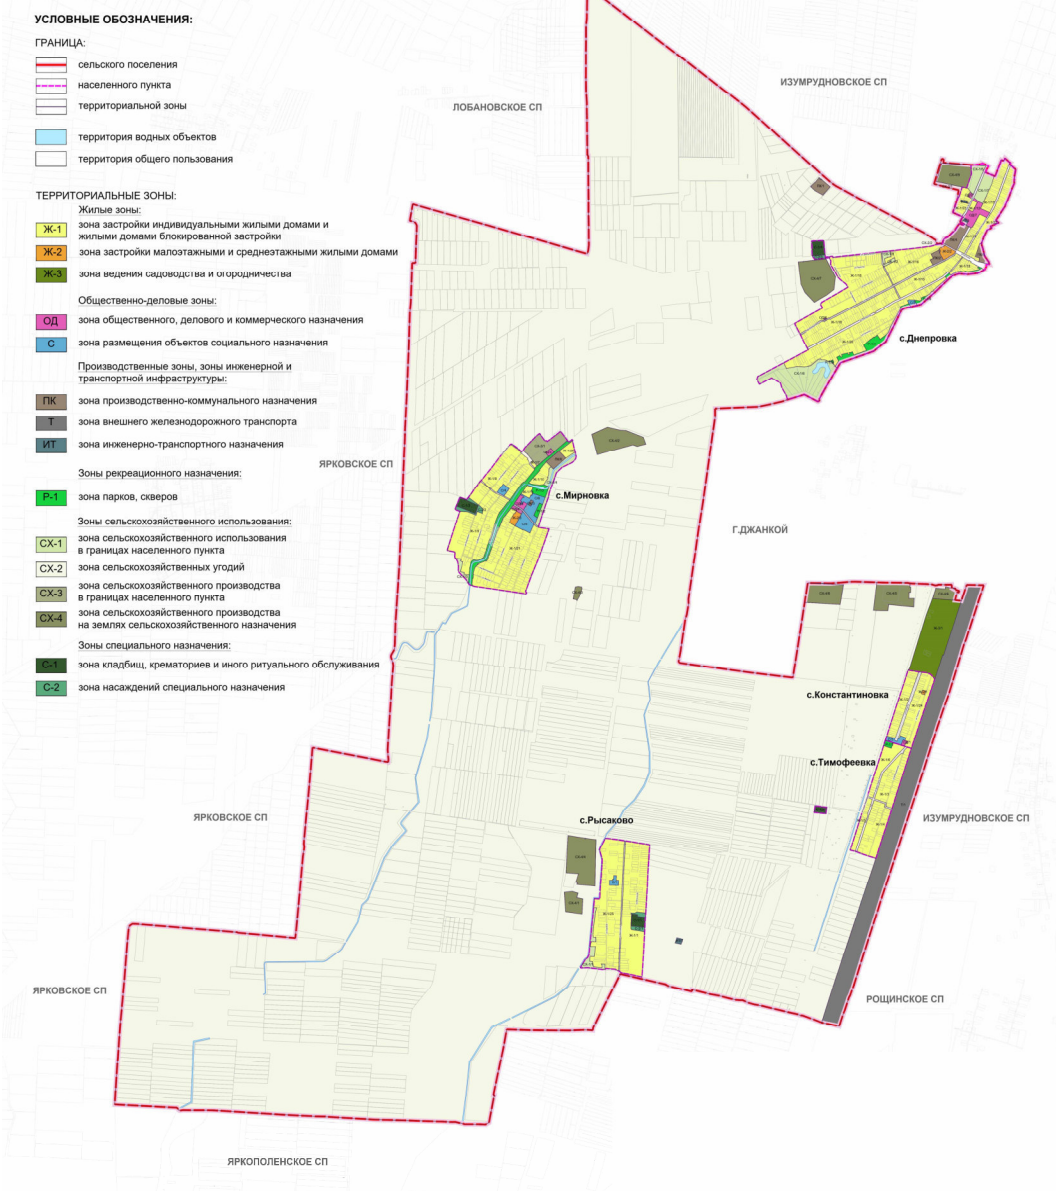 УСЛОВНЫЕ ОБОЗНАЧЕНИЯ:
ГРАНИЦА:
сельского поселения
населенного пункта
территориальной зоны
территория водных объектов
территория общего пользования
ТЕРРИТОРИАЛЬНЫЕ ЗОНЫ:
Жилые зоны:
Ж-1 зона застройки индивидуальными жилыми домами и
жилыми домами блокированной застройки
Ж-2 зона застройки малоэтажными и среднеэтажными жилыми домами
Ж-3 зона ведения садоводства и огородничества
Общественно-деловые зоны:
ОД зона общественного, делового и коммерческого назначения
С зона размещения объектов социального назначения
Производственные зоны, зоны инженерной и
транспортной инфраструктуры:
ПК зона производственно-коммунального назначения
Т зона внешнего железнодорожного транспорта
ИТ зона инженерно-транспортного назначения
Зоны рекреационного назначения:
Р-1 зона парков, скверов
Зоны сельскохозяйственного использования:
СХ-1 зона сельскохозяйственного использования
в границах населенного пункта
СХ-2 зона сельскохозяйственных угодий
СХ-3 зона сельскохозяйственного производства
в границах населенного пункта
СХ-4 зона сельскохозяйственного производства
на землях сельскохозяйственного назначения
Зоны специального назначения:
С-1 зона кладбищ, крематориев и иного ритуального обслуживания
С-2 зона насаждений специального назначения
ИЗУМРУДНОВСКОЕ СП
ЛОБАНОВСКОЕ СП
с.Днепровка
ЯРКОВСКОЕ СП
с.Мирновка
Г.ДЖАНКОЙ
с.Константиновка
с.Тимофеевка
ЯРКОВСКОЕ СП
с.Рысаково
ИЗУМРУДНОВСКОЕ СП
ЯРКОВСКОЕ СП
РОЩИНСКОЕ СП
ЯРКОПОЛЕНСКОЕ СП